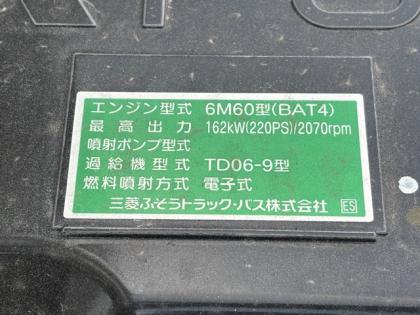 エンジン型式 6M60型(BAT4)
最高出力 162kW(220PS)/2070rpm
噴射ポンプ型式
過給機型式 TD06-9型
燃料噴射方式 電子式
三菱ふそうトラック・バス株式会社 ES